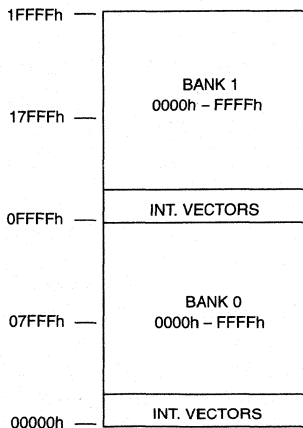 1FFFFh
BANK 1
0000h – FFFFh
17FFFh
INT. VECTORS
0FFFFh
BANK 0
0000h – FFFFh
07FFFh
INT. VECTORS
00000h